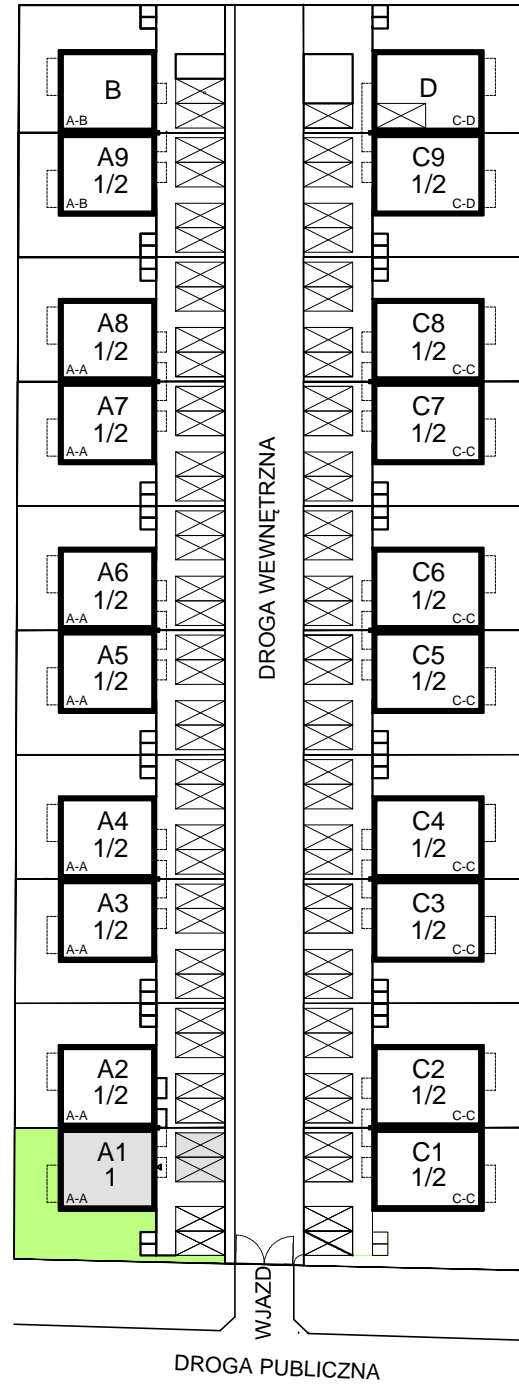 B
A-B
D
C-D
A9
1/2
A-B
C9
1/2
C-D
A8
1/2
A-A
C8
1/2
C-C
A7
1/2
A-A
C7
1/2
C-C
DROGA WEWNĘTRZNA
A6
1/2
A-A
C6
1/2
C-C
A5
1/2
A-A
C5
1/2
C-C
A4
1/2
A-A
C4
1/2
C-C
A3
1/2
A-A
C3
1/2
C-C
A2
1/2
A-A
C2
1/2
C-C
A1
1
A-A
C1
1/2
C-C
WJAZD
DROGA PUBLICZNA